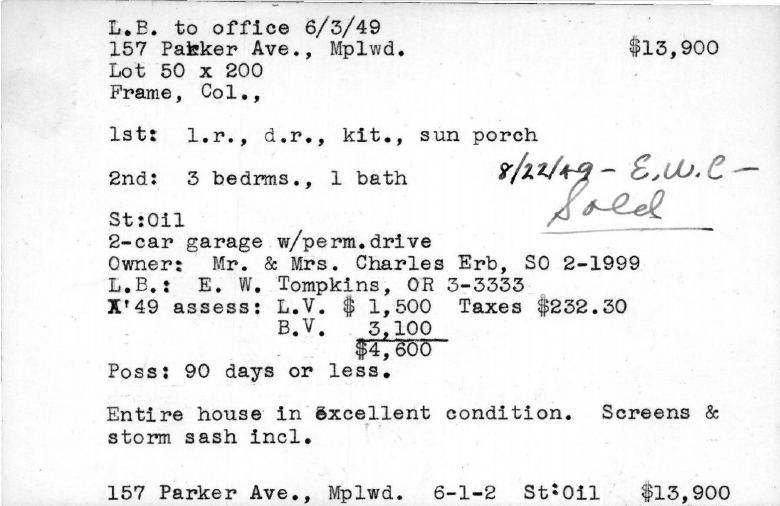 L.B. to office 6/3/49
157 Parker Ave., Mplwd. $13,900
Lot 50 x 200
Frame, Col.,
1st: l.r., d.r., kit., sun porch
2nd: 3 bedrms., 1 bath
8/22/49 - E.W.C -
Sold
St:Oil
2-car garage w/perm.drive
Owner: Mr. & Mrs. Charles Erb, SO 2-1999
L.B.: E. W. Tompkins, OR 3-3333
X'49 assess: L.V. $ 1,500 Taxes $232.30
B.V. 3,100
$4,600
Poss: 90 days or less.
Entire house in excellent condition. Screens &
storm sash incl.
157 Parker Ave., Mplwd. 6-1-2 St:Oil $13,900